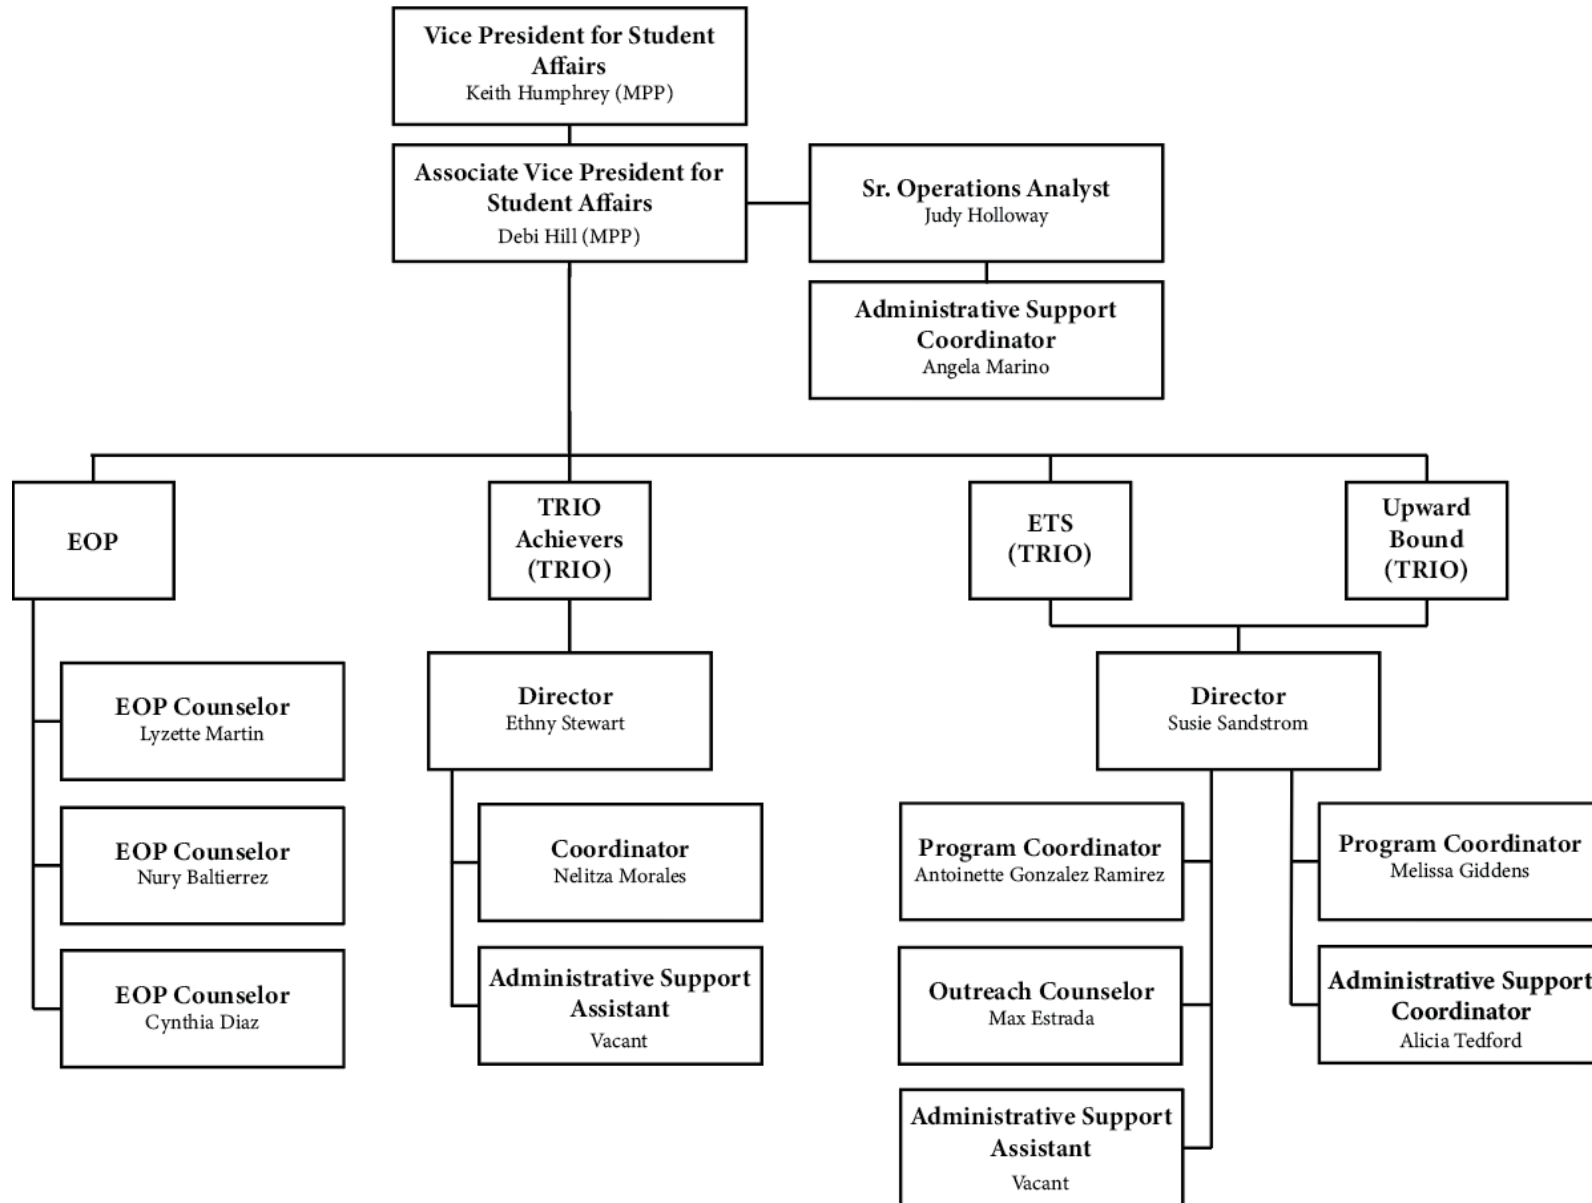 Vice President for Student
Affairs
Keith Humphrey (MPP)
Associate Vice President for
Student Affairs
Debi Hill (MPP)
Sr. Operations Analyst
Judy Holloway
Administrative Support
Coordinator
Angela Marino
EOP
TRIO
Achievers
(TRIO)
ETS
(TRIO)
Upward
Bound
(TRIO)
EOP Counselor
Lyzette Martin
EOP Counselor
Nury Baltierrez
EOP Counselor
Cynthia Diaz
Director
Ethny Stewart
Coordinator
Nelitza Morales
Administrative Support
Assistant
Vacant
Director
Susie Sandstrom
Program Coordinator
Antoinette Gonzalez Ramirez
Outreach Counselor
Max Estrada
Administrative Support
Assistant
Vacant
Program Coordinator
Melissa Giddens
Administrative Support
Coordinator
Alicia Tedford